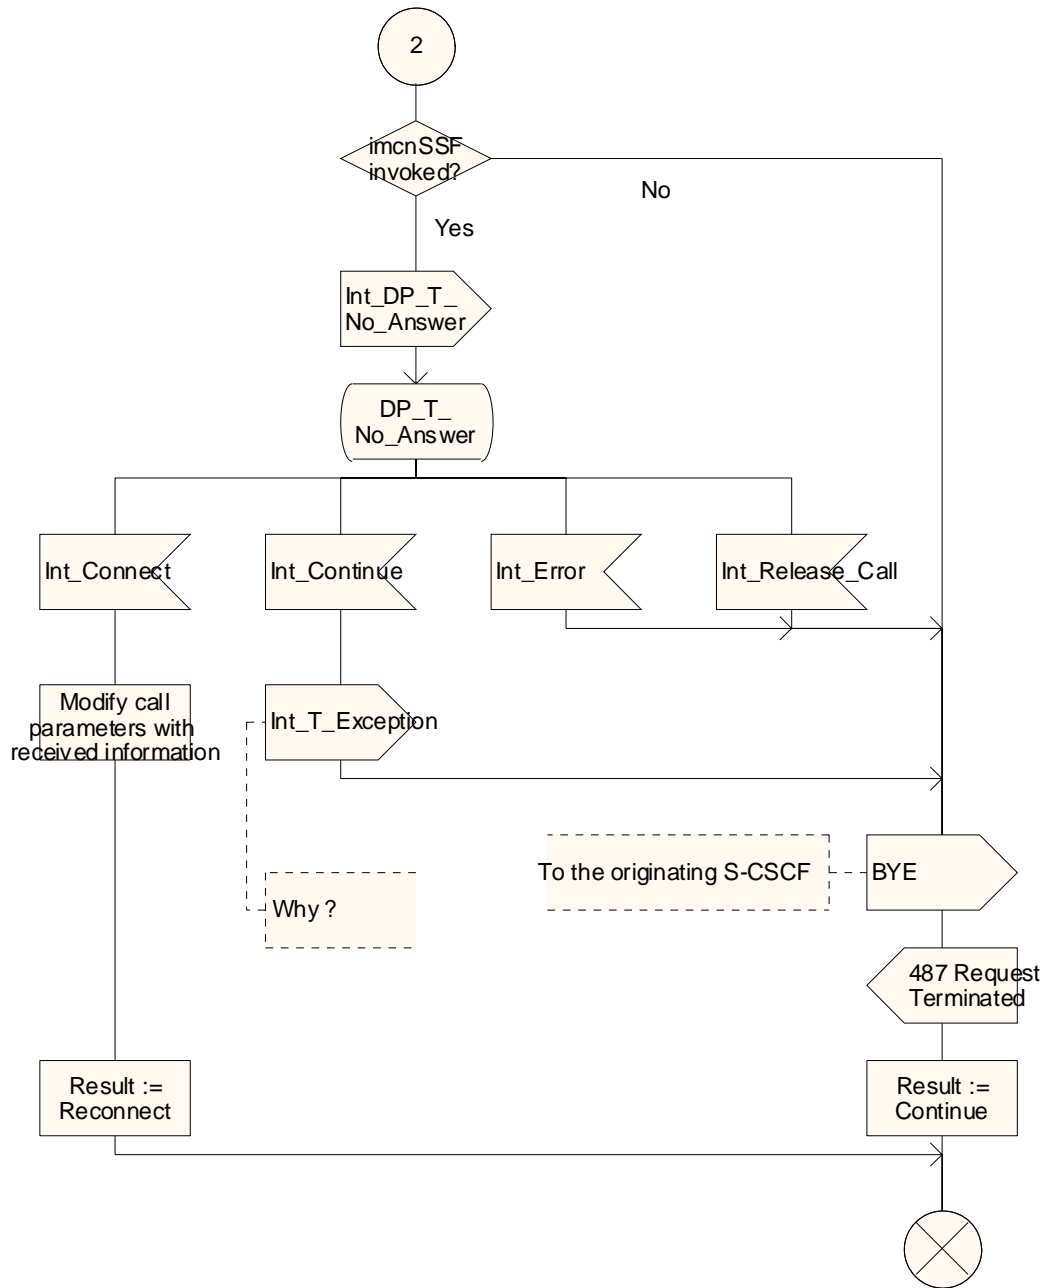 2
imcnSSF
invoked?
No
Yes
Int_DP_T_
No_Answer
DP_T_
No_Answer
Int_Connect
Int_Continue
Int_Error
Int_Release_Call
Modify call
parameters with
received information
Int_T_Exception
To the originating S-CSCF
BYE
Why ?
487 Request
Terminated
Result :=
Reconnect
Result :=
Continue